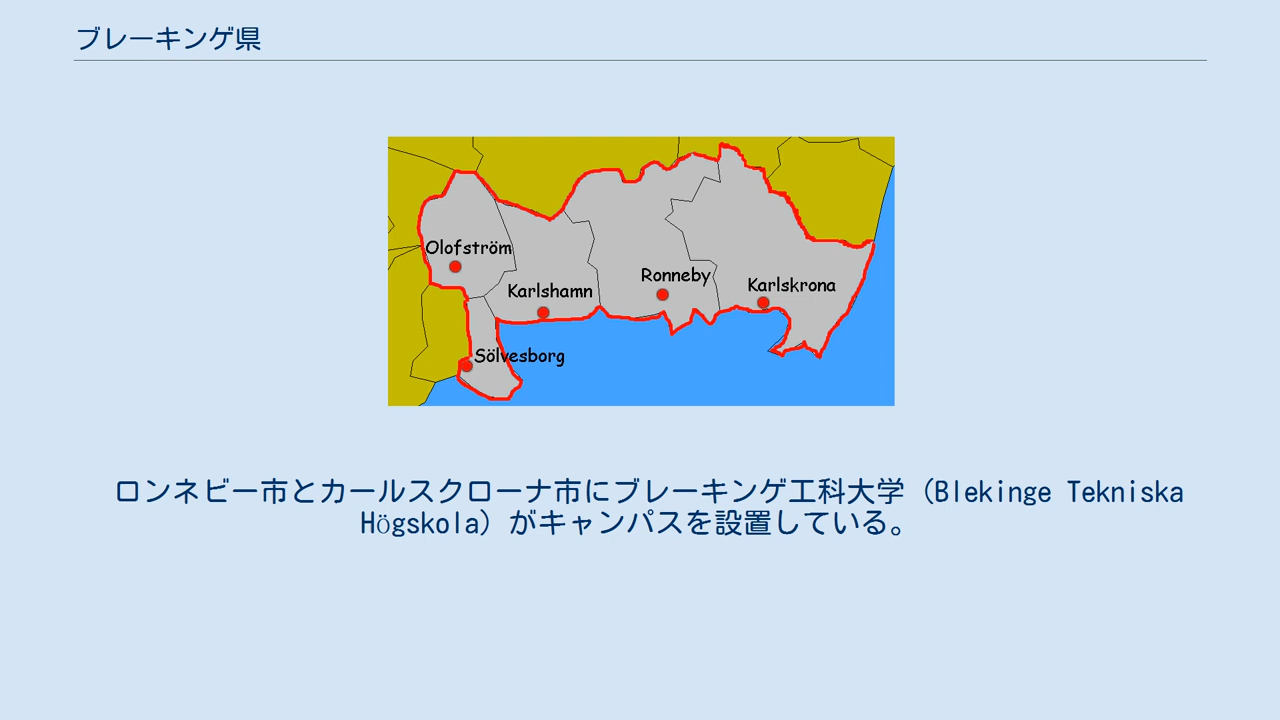 ブレーキンゲ県
Olofström
Karlshamn
Ronneby
Karlskrona
Sölvesborg
ロンネビー市とカールスクローナ市にブレーキンゲ工科大学（Blekinge Tekniska
Högskola）がキャンパスを設置している。